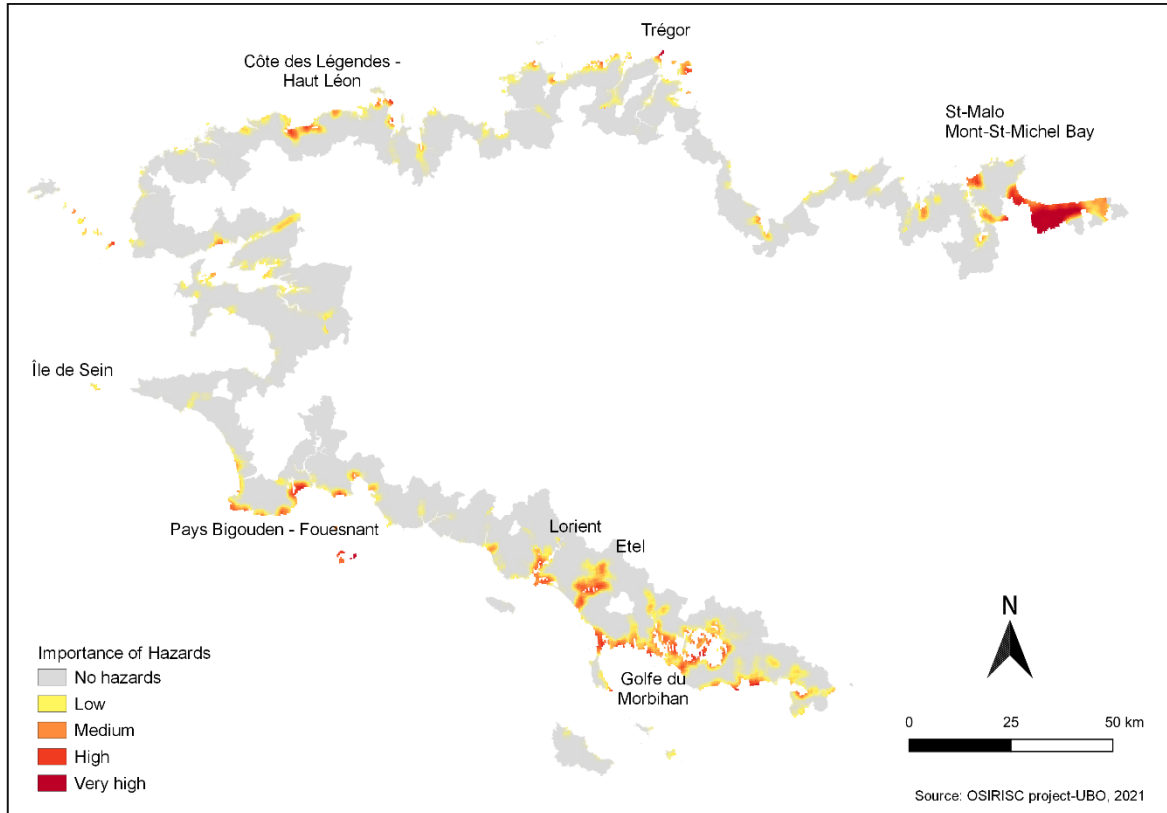 Trégor
Côte des Légendes -
Haut Léon
St-Malo
Mont-St-Michel Bay
Île de Sein
Pays Bigouden - Fouesnant
Lorient
Etel
Golfe du
Morbihan
N
Importance of Hazards
No hazards
Low
Medium
High
Very high
0 25 50 km
Source: OSIRISC project-UBO, 2021